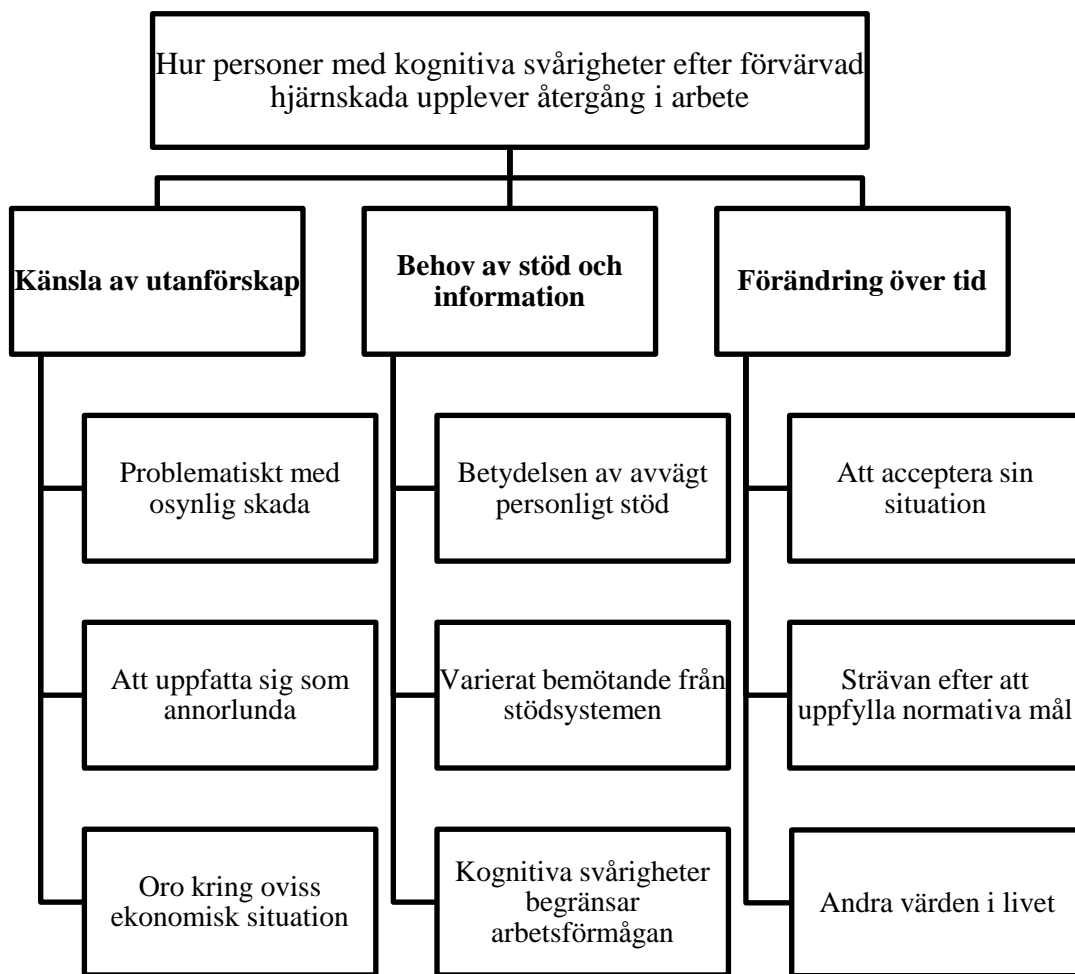 Hur personer med kognitiva svårigheter efter förvärvad
hjärnskada upplever återgång i arbete
Känsla av utanförskap
Behov av stöd och
information
Förändring över tid
Problematiskt med
osynlig skada
Betydelsen av avvägt
personligt stöd
Att acceptera sin
situation
Att uppfatta sig som
annorlunda
Varierat bemötande från
stödsystemen
Strävan efter att
uppfylla normativa mål
Oro kring oviss
ekonomisk situation
Kognitiva svårigheter
begränsar
arbetsförmågan
Andra värden i livet